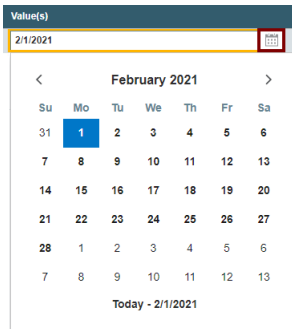 Value(s)
2/1/2021
February 2021
Su Mo Tu We Th Fr Sa
31 1 2 3 4 5 6
7 8 9 10 11 12 13
14 15 16 17 18 19 20
21 22 23 24 25 26 27
28 1 2 3 4 5 6
7 8 9 10 11 12 13
Today - 2/1/2021